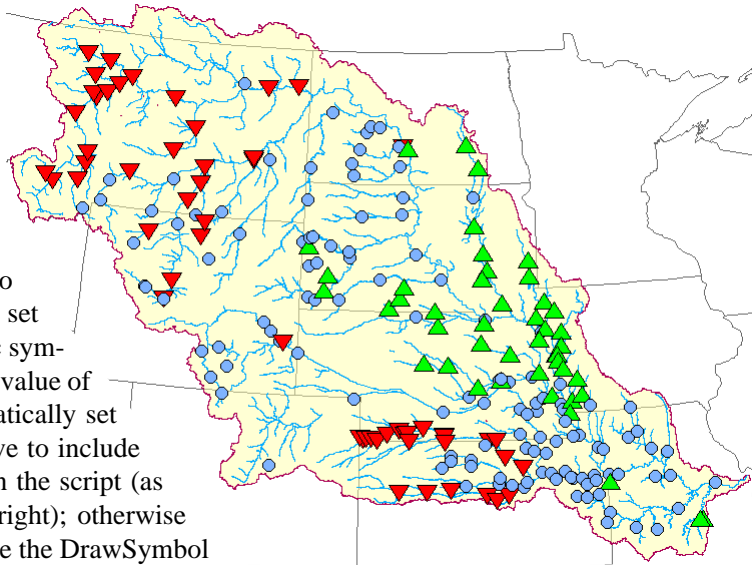 o
set
sym-
value of
atically set
ve to include
n the script (as
right); otherwise
e the DrawSymbol